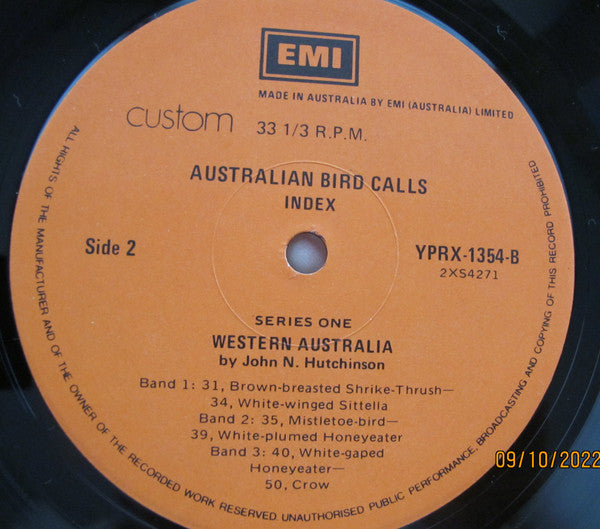 EMI
MADE IN AUSTRALIA BY EMI (AUSTRALIA) LIMITED
custom
33 1/3 R.P.M.
AUSTRALIAN BIRD CALLS
INDEX
Side 2
YPRX-1354-B
2XS4271
SERIES ONE
WESTERN AUSTRALIA
by John N. Hutchinson
Band 1: 31, Brown-breasted Shrike-Thrush—
34, White-winged Sittella
Band 2: 35, Mistletoe-bird—
39, White-plumed Honeyeater
Band 3: 40, White-gaped
Honeyeater—
50, Crow
ALL RIGHTS OF THE MANUFACTURER AND OF THE OWNER OF THE RECORDED WORK RESERVED. UNAUTHORISED PUBLIC PERFORMANCE, BROADCASTING AND COPYING OF THIS RECORD PROHIBITED
09/10/2022